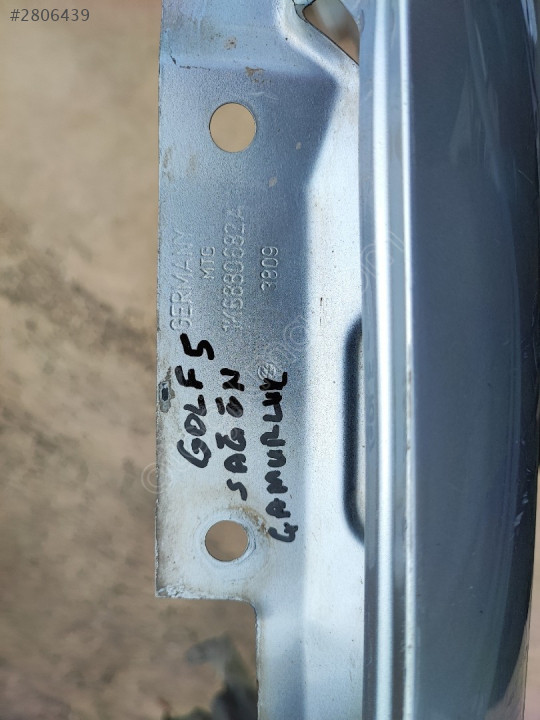 #2806439
GERMANY
MTG
3809
GOLF 5
SAĞ ÖN
ÇAMURLUK